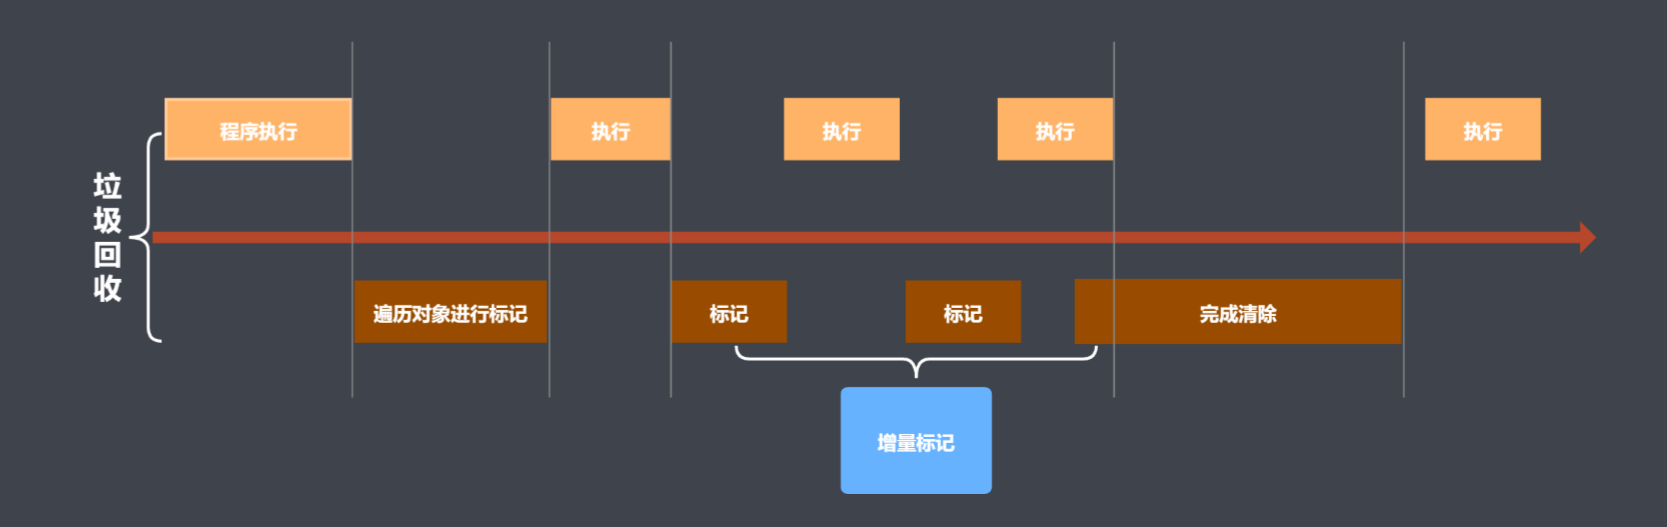 程序执行
执行
执行
执行
执行
垃圾回收
遍历对象进行标记
标记
标记
完成清除
增量标记